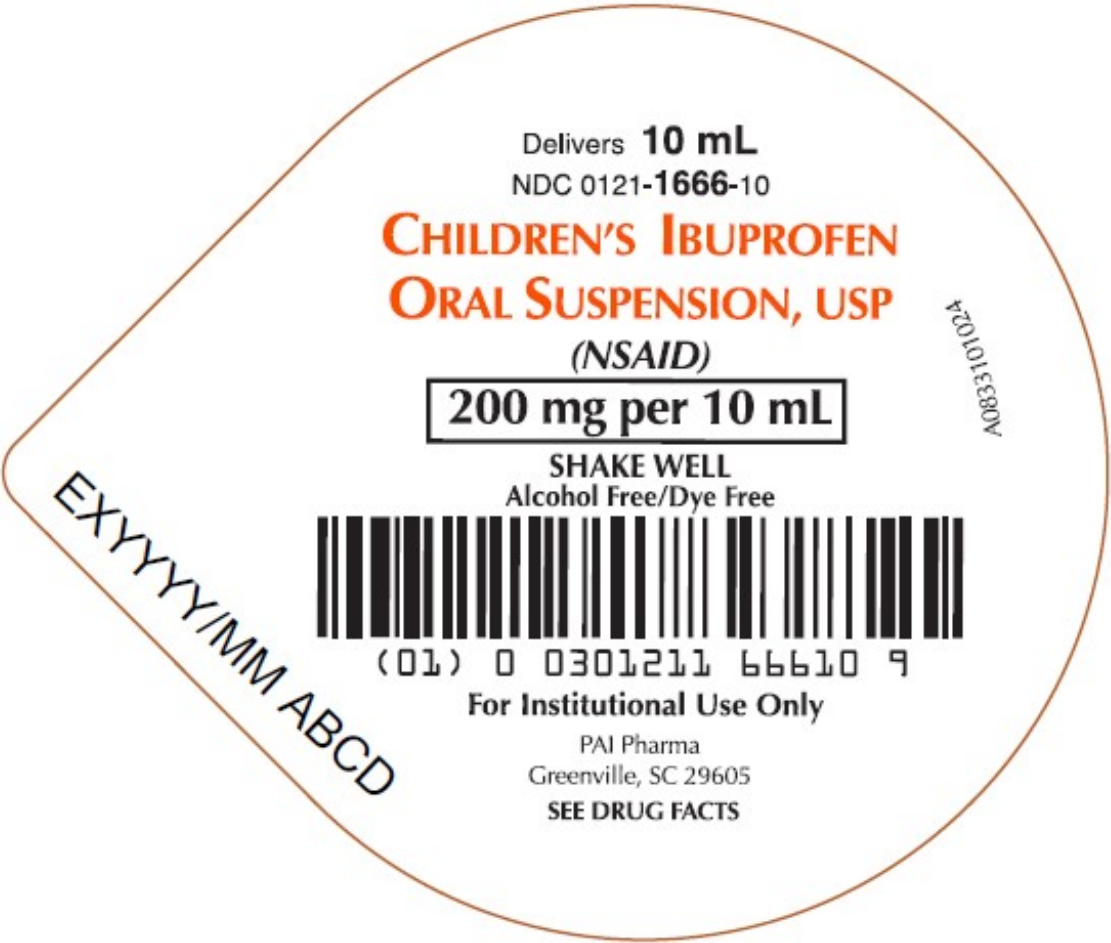 Delivers 10 mL
NDC 0121-1666-10
CHILDREN'S IBUPROFEN
ORAL SUSPENSION, USP
(NSAID)
200 mg per 10 mL
SHAKE WELL
Alcohol Free/Dye Free
(01) 0 0301211 66610 9
For Institutional Use Only
PAI Pharma
Greenville, SC 29605
SEE DRUG FACTS
EXYYYY/MM ABCD
A0833101024